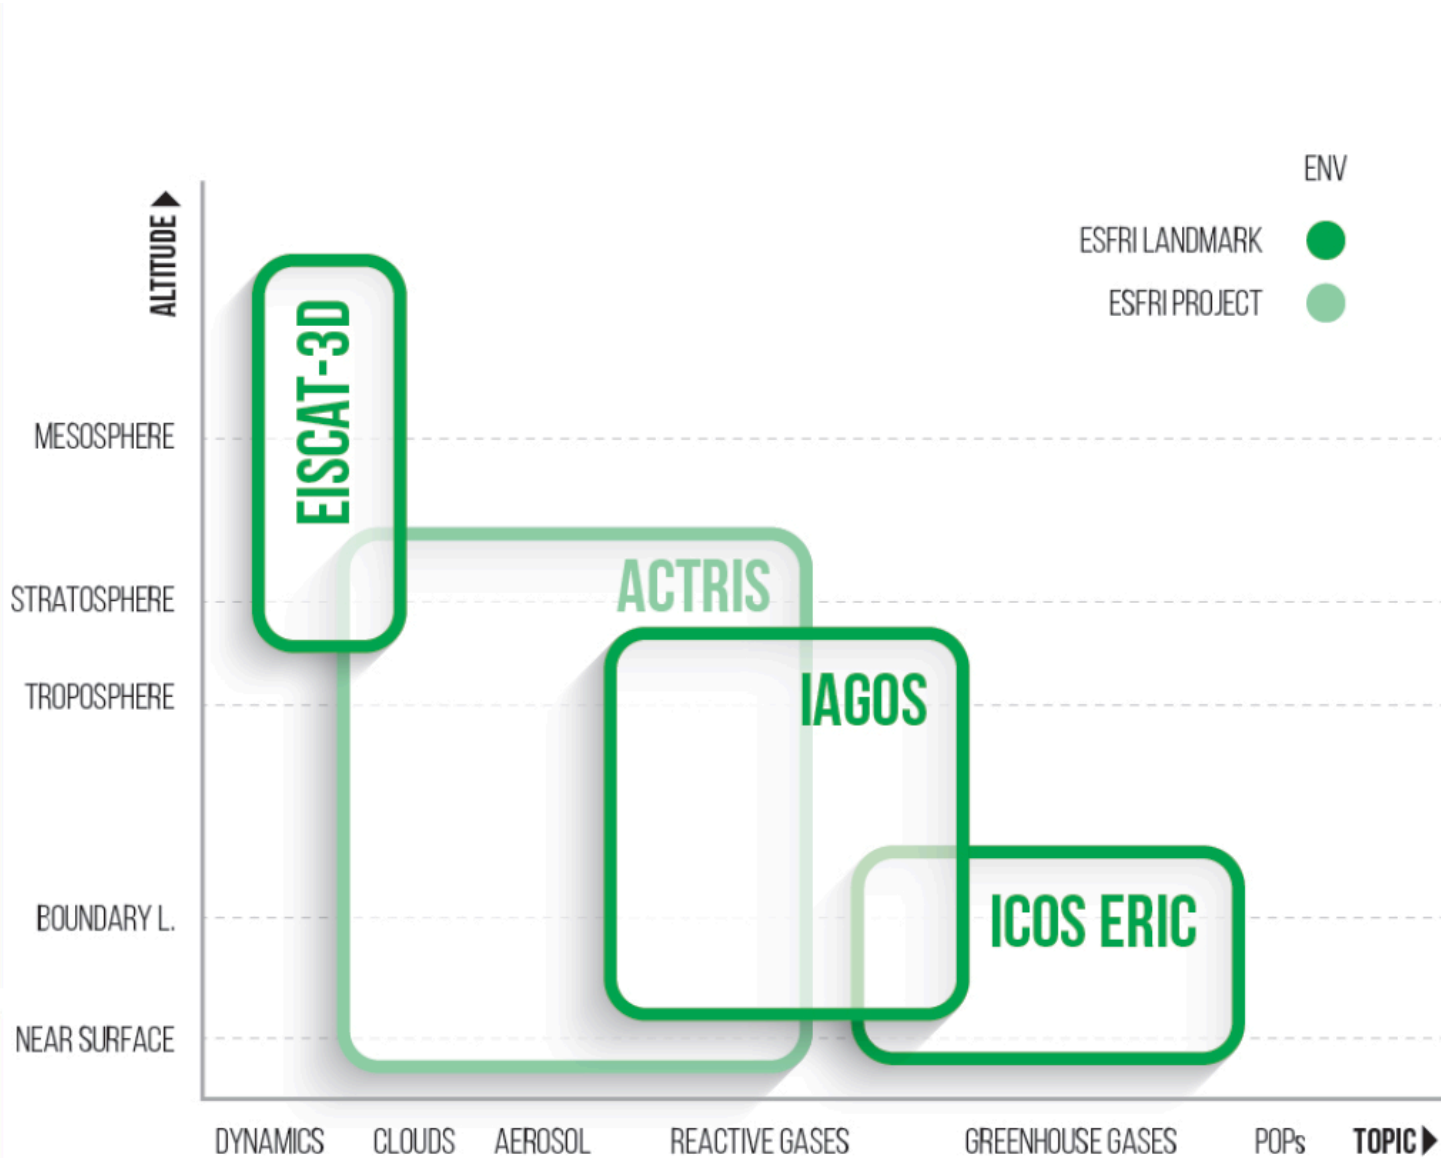 ENV
ESFRI LANDMARK
ESFRI PROJECT
ALTITUDE
EISCAT-3D
MESOSPHERE
ACTRIS
STRATOSPHERE
TROPOSPHERE
IAGOS
BOUNDARY L.
ICOS ERIC
NEAR SURFACE
DYNAMICS CLOUDS AEROSOL REACTIVE GASES GREENHOUSE GASES POPs TOPIC